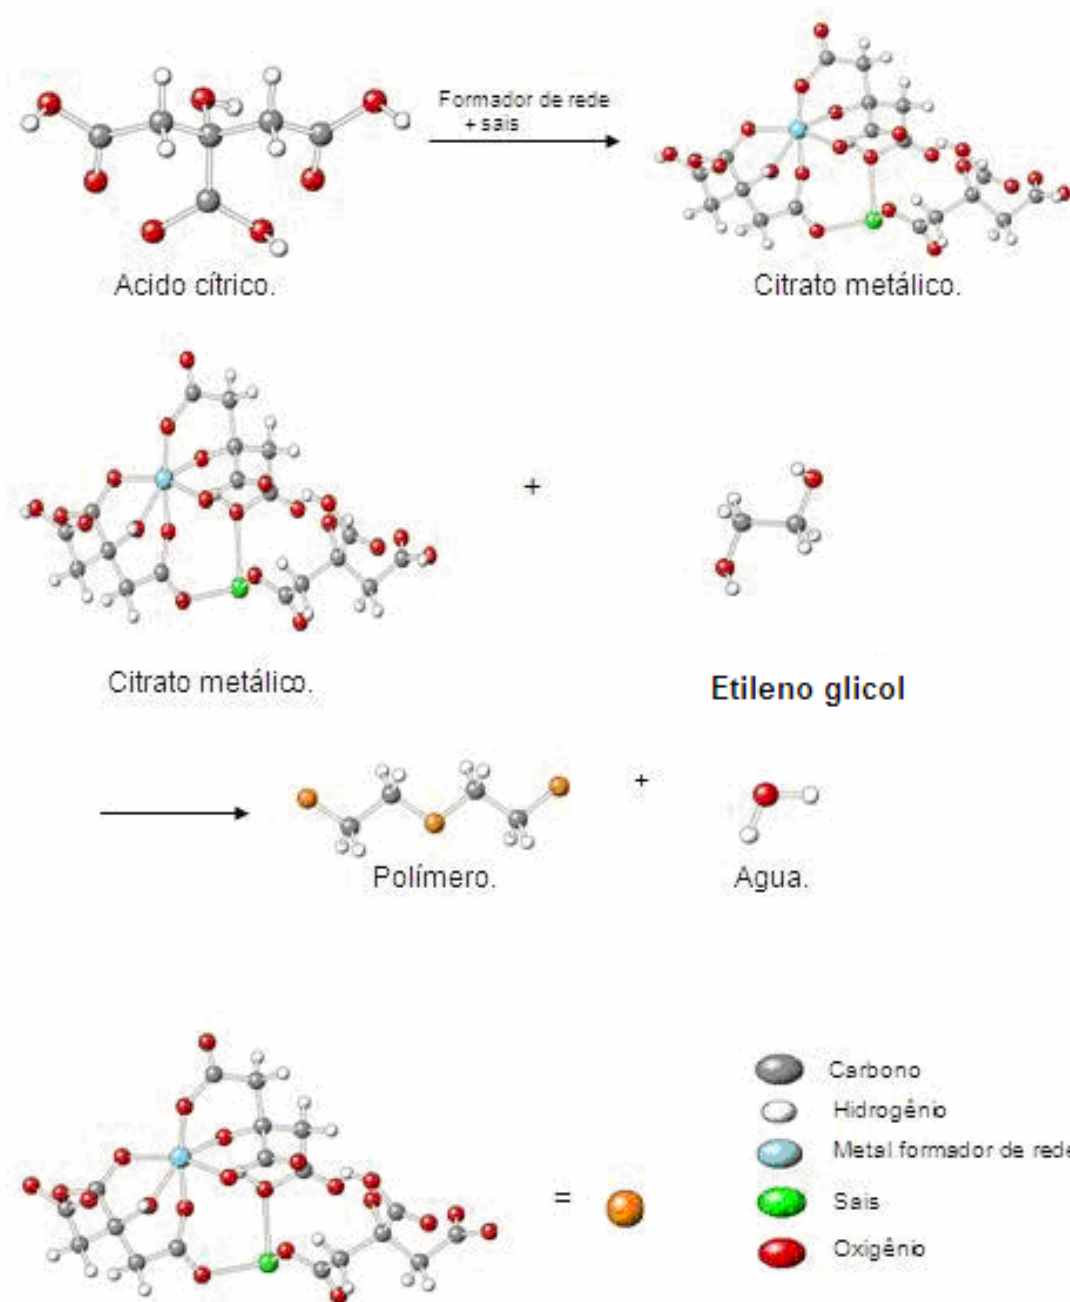 Formador de rede
+ sais
Acido cítrico.
Citrato metálico.
+
Citrato metálico.
Etileno glicol
+
Polímero.
Agua.
=
Carbono
Hidrogênio
Metal formador de rede
Sais
Oxigênio